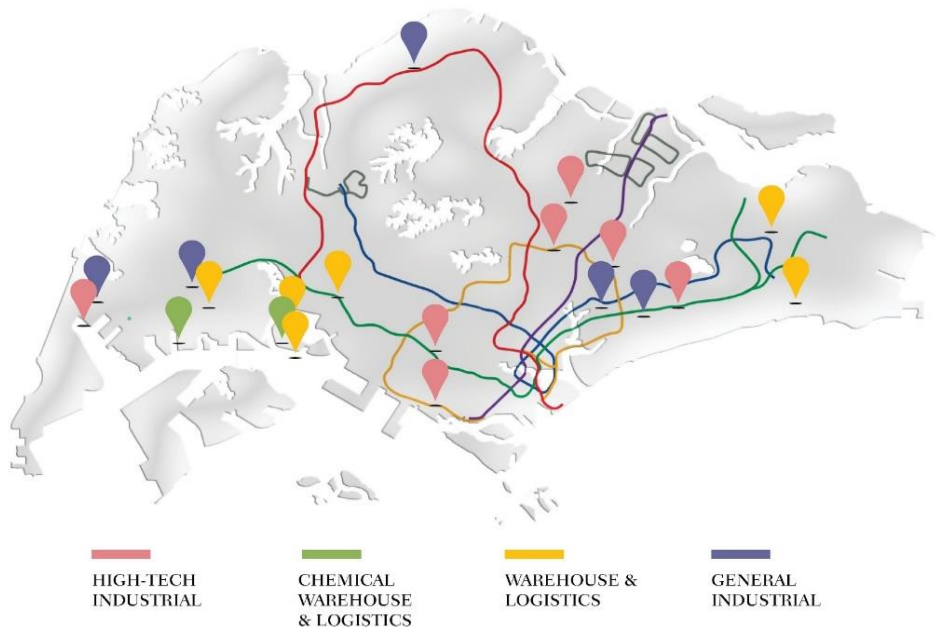 HIGH-TECH
INDUSTRIAL
CHEMICAL
WAREHOUSE
& LOGISTICS
WAREHOUSE &
LOGISTICS
GENERAL
INDUSTRIAL